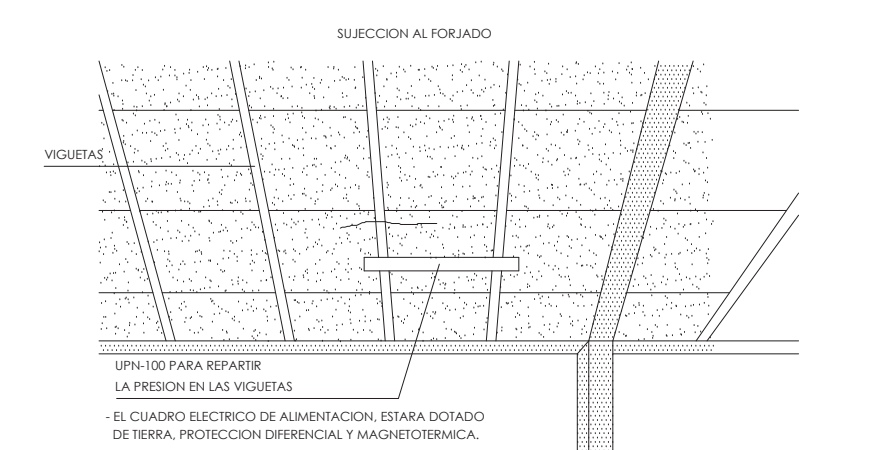 SUJECCION AL FORJADO
VIGUETAS
UPN-100 PARA REPARTIR
LA PRESION EN LAS VIGUETAS
- EL CUADRO ELECTRICO DE ALIMENTACION, ESTARA DOTADO
DE TIERRA, PROTECCION DIFERENCIAL Y MAGNETOTERMICA.